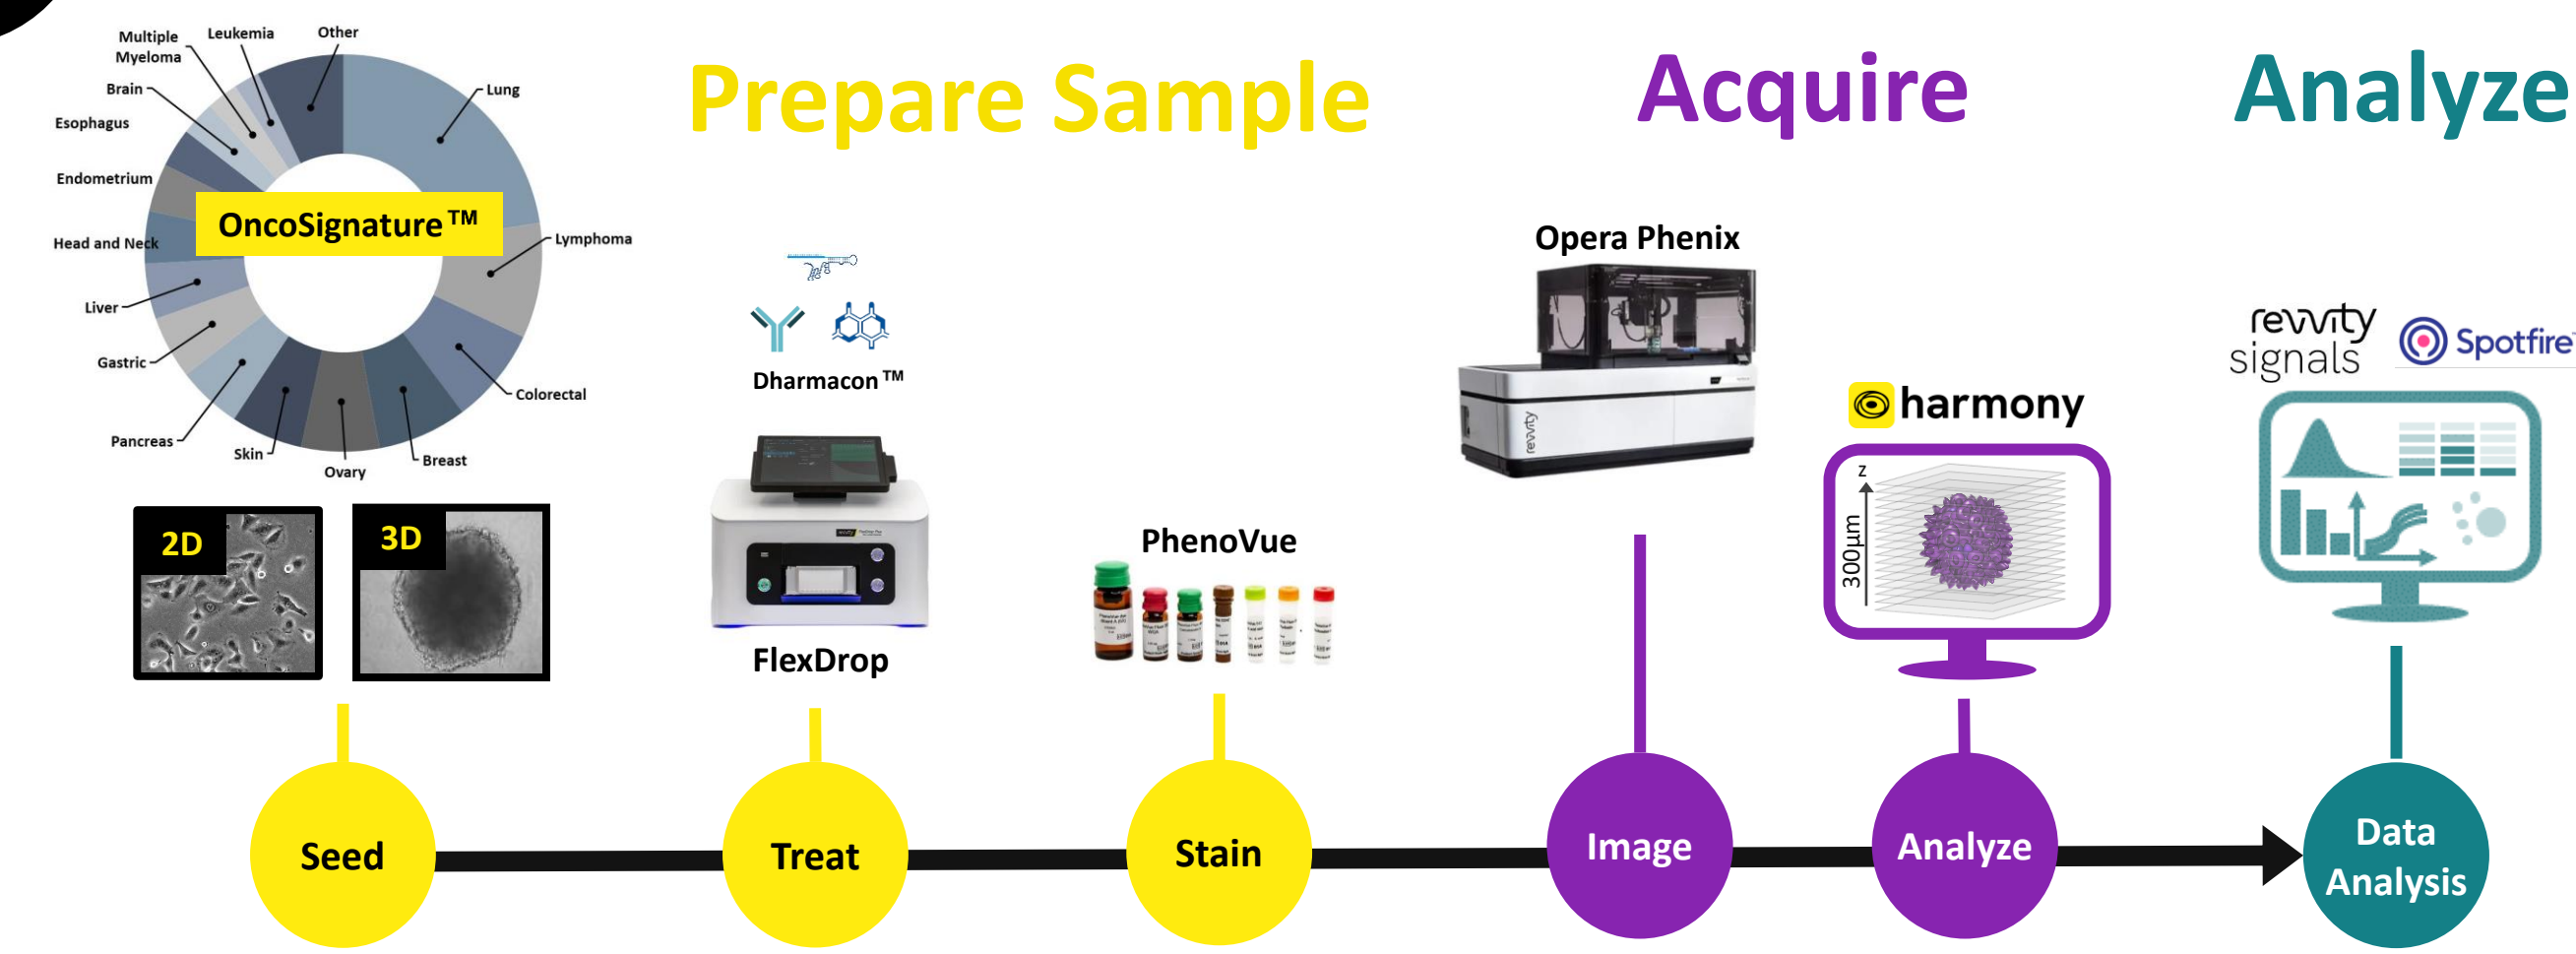 Prepare Sample
Acquire
Analyze
Multiple
Myeloma
Leukemia
Other
Brain
Lung
Esophagus
Endometrium
OncoSignature™
Head and Neck
Lymphoma
Liver
Gastric
Colorectal
Pancreas
Skin
Ovary
Breast
2D
3D
Dharmacon™
FlexDrop
PhenoVue
Opera Phenix
revvity
harmony
z
300µm
revvity
signals
Spotfire™
Seed
Treat
Stain
Image
Analyze
Data
Analysis